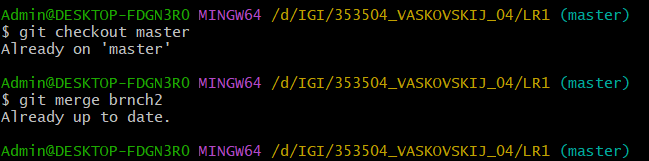 Admin@DESKTOP-FDGN3R0 MINGW64 /d/IGI/353504_VASKOVSKIJ_04/LR1 (master)
$ git checkout master
Already on 'master'
Admin@DESKTOP-FDGN3R0 MINGW64 /d/IGI/353504_VASKOVSKIJ_04/LR1 (master)
$ git merge brnch2
Already up to date.
Admin@DESKTOP-FDGN3R0 MINGW64 /d/IGI/353504_VASKOVSKIJ_04/LR1 (master)